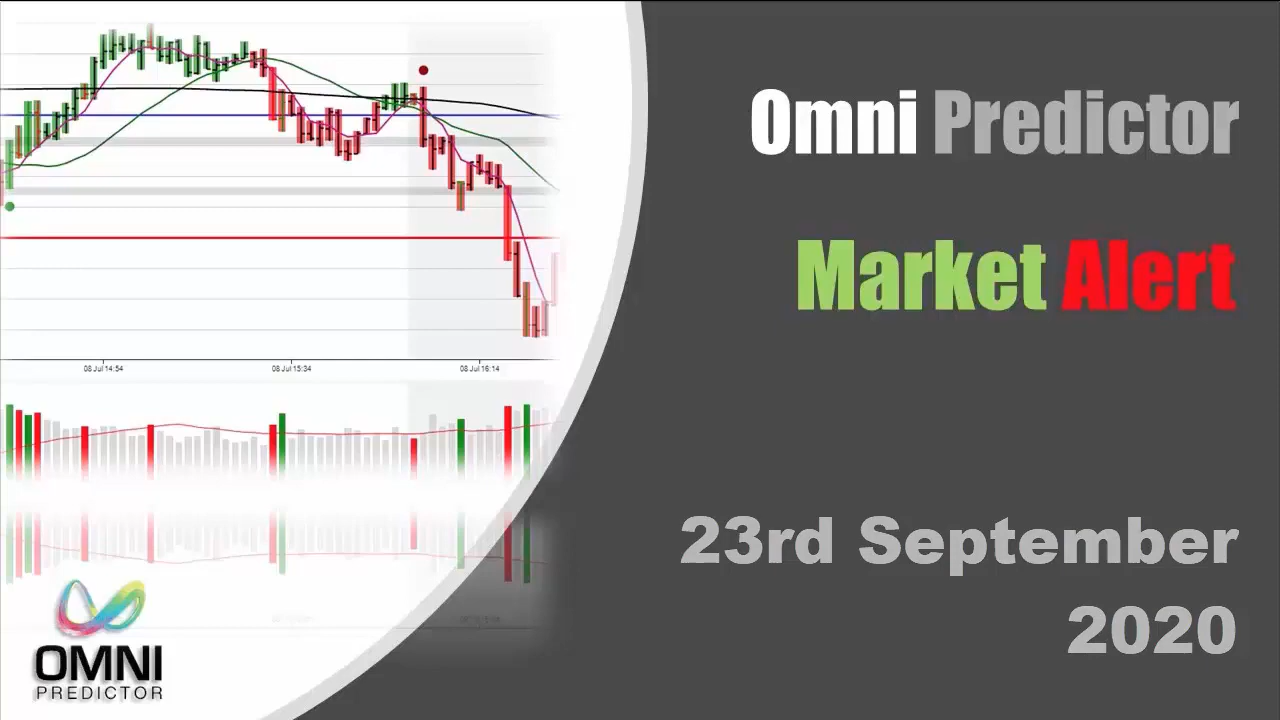 Omni Predictor
Market Alert
08 Jul 14:54
08 Jul 15:34
08 Jul 16:14
23rd September
2020
OMNI
PREDICTOR